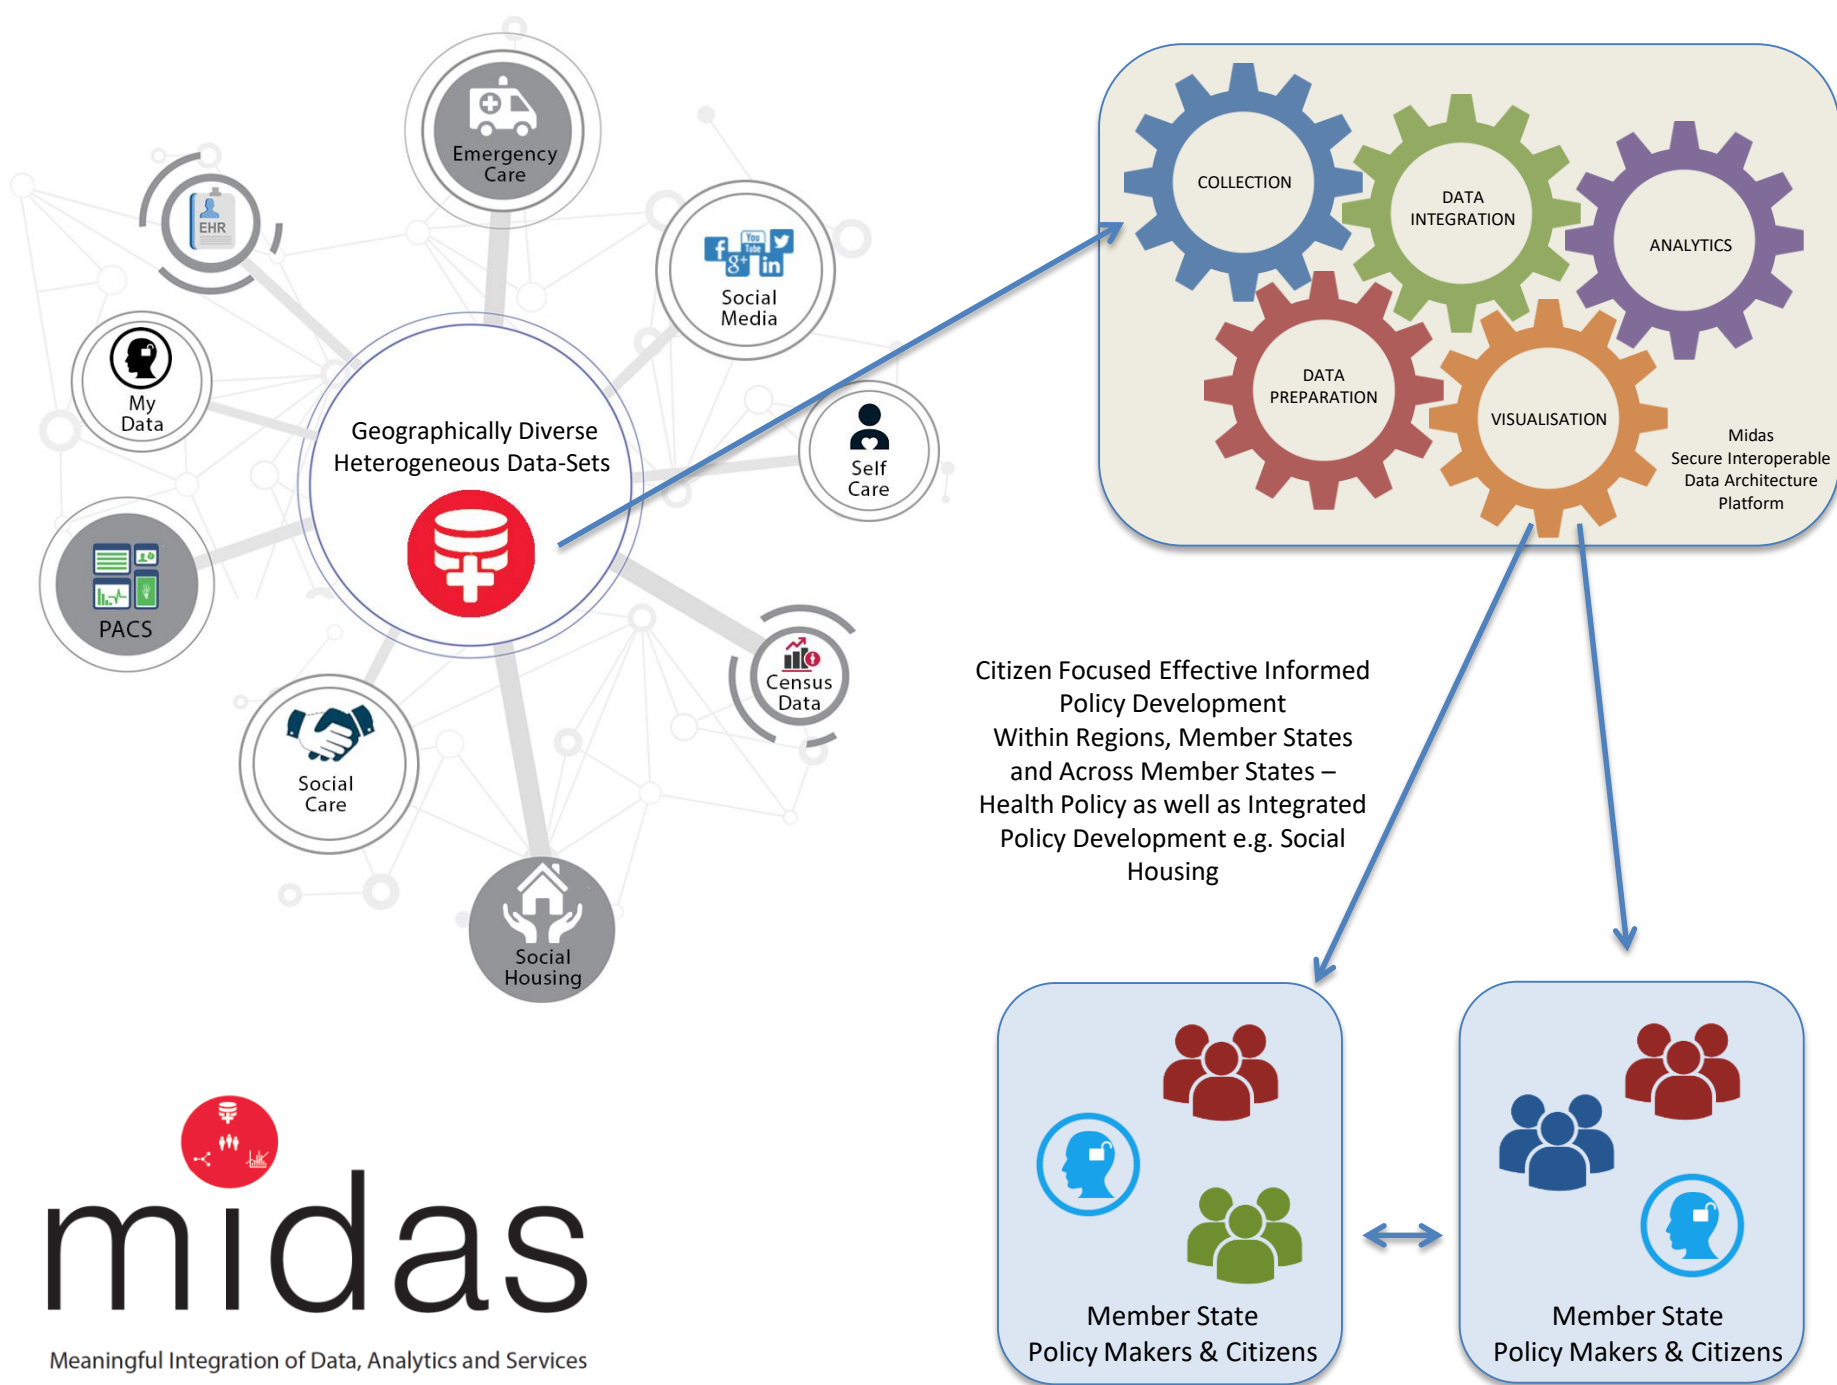 Emergency
Care
EHR
f
You
Tube
g+
in
Social
Media
My
Data
Geographically Diverse
Heterogeneous Data-Sets
Self
Care
PACS
Census
Data
Social
Care
Social
Housing
COLLECTION
DATA
INTEGRATION
ANALYTICS
DATA
PREPARATION
VISUALISATION
Midas
Secure Interoperable
Data Architecture
Platform
Citizen Focused Effective Informed
Policy Development
Within Regions, Member States
and Across Member States –
Health Policy as well as Integrated
Policy Development e.g. Social
Housing
Member State
Policy Makers & Citizens
Member State
Policy Makers & Citizens
midas
Meaningful Integration of Data, Analytics and Services